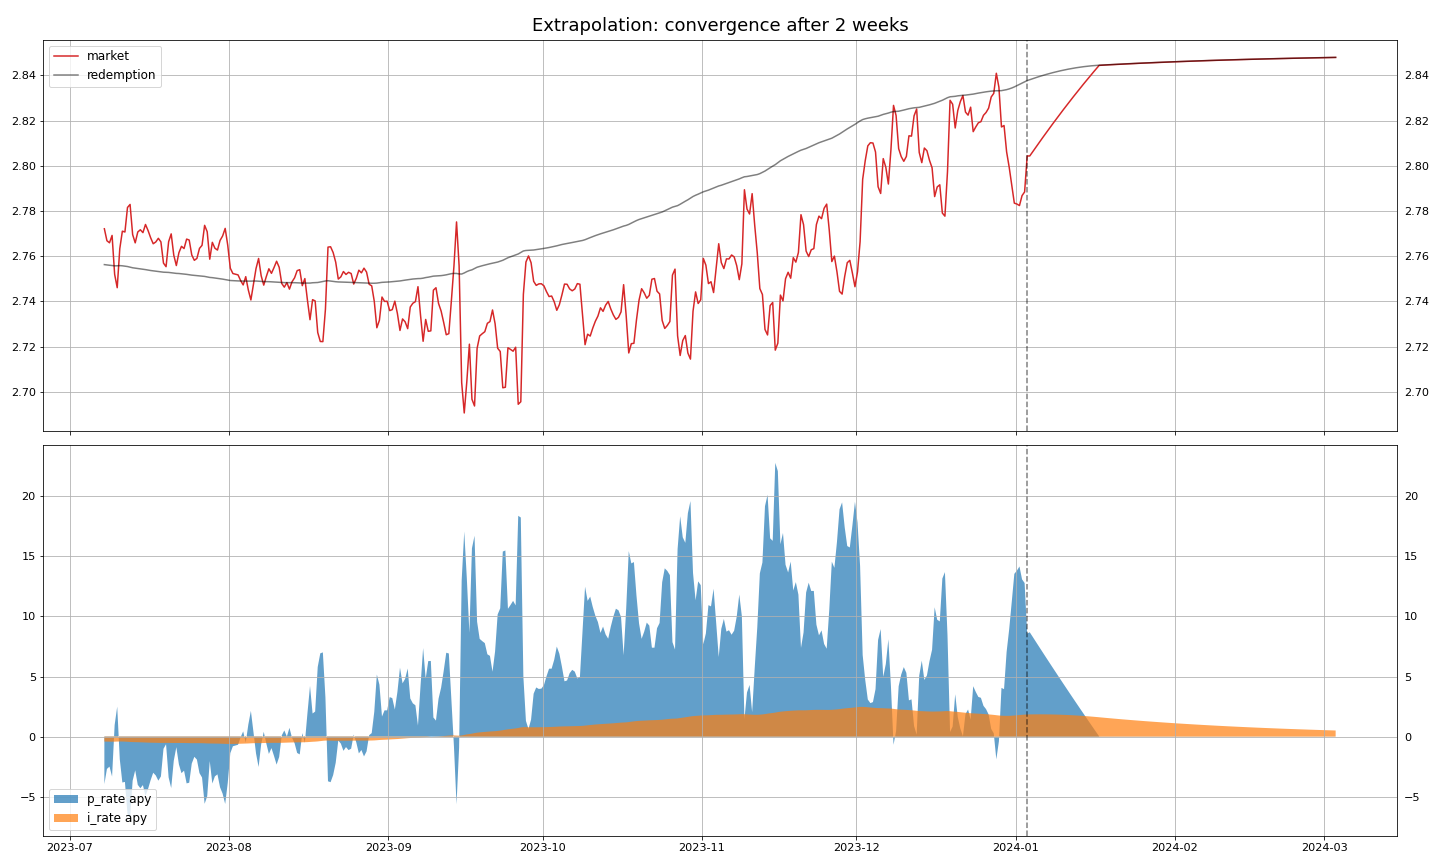 Extrapolation: convergence after 2 weeks
market
redemption
2.84 2.84
2.82 2.82
2.80 2.80
2.78 2.78
2.76 2.76
2.74 2.74
2.72 2.72
2.70 2.70
20 20
15 15
10 10
5 5
0 0
−5 −5
p_rate apy
i_rate apy
2023-07 2023-08 2023-09 2023-10 2023-11 2023-12 2024-01 2024-02 2024-03